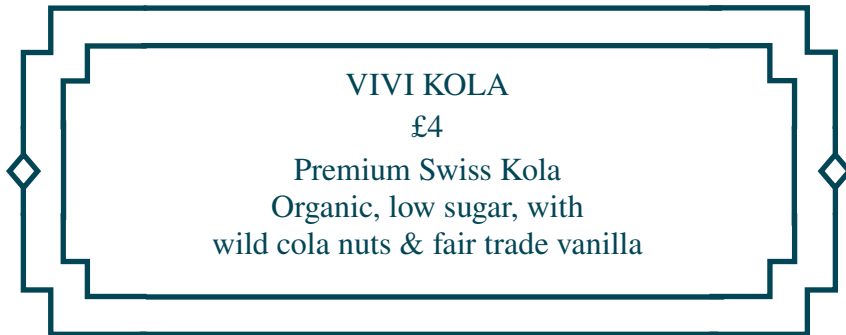 VIVI KOLA
£4
Premium Swiss Kola
Organic, low sugar, with
wild cola nuts & fair trade vanilla